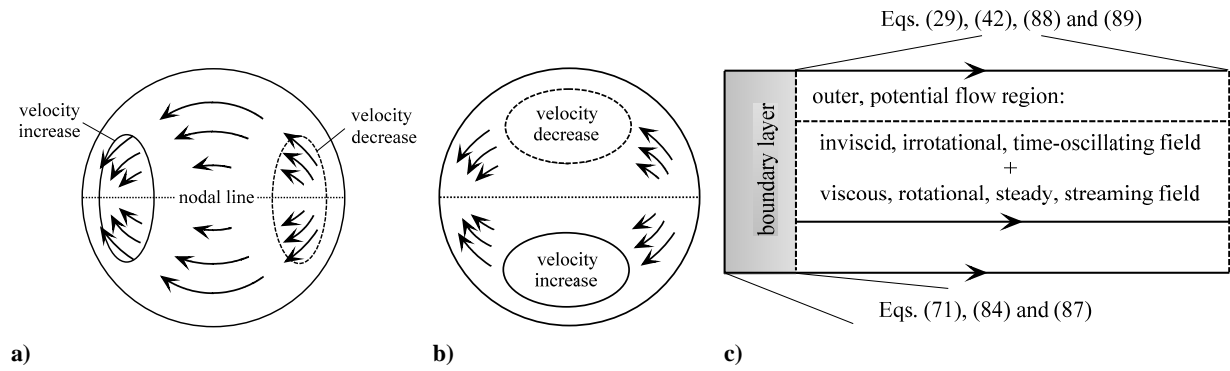 velocity
increase
velocity
decrease
nodal line
a)
velocity
decrease
velocity
increase
b)
Eqs. (29), (42), (88) and (89)
boundary layer
outer, potential flow region:
inviscid, irrotational, time-oscillating field
+
viscous, rotational, steady, streaming field
Eqs. (71), (84) and (87)
c)